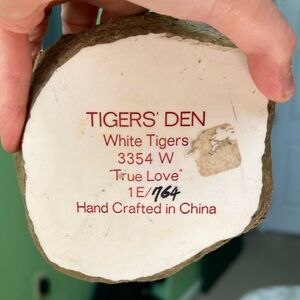 TIGERS' DEN
White Tigers
3354 W
"True Love"
1E/764
Hand Crafted in China